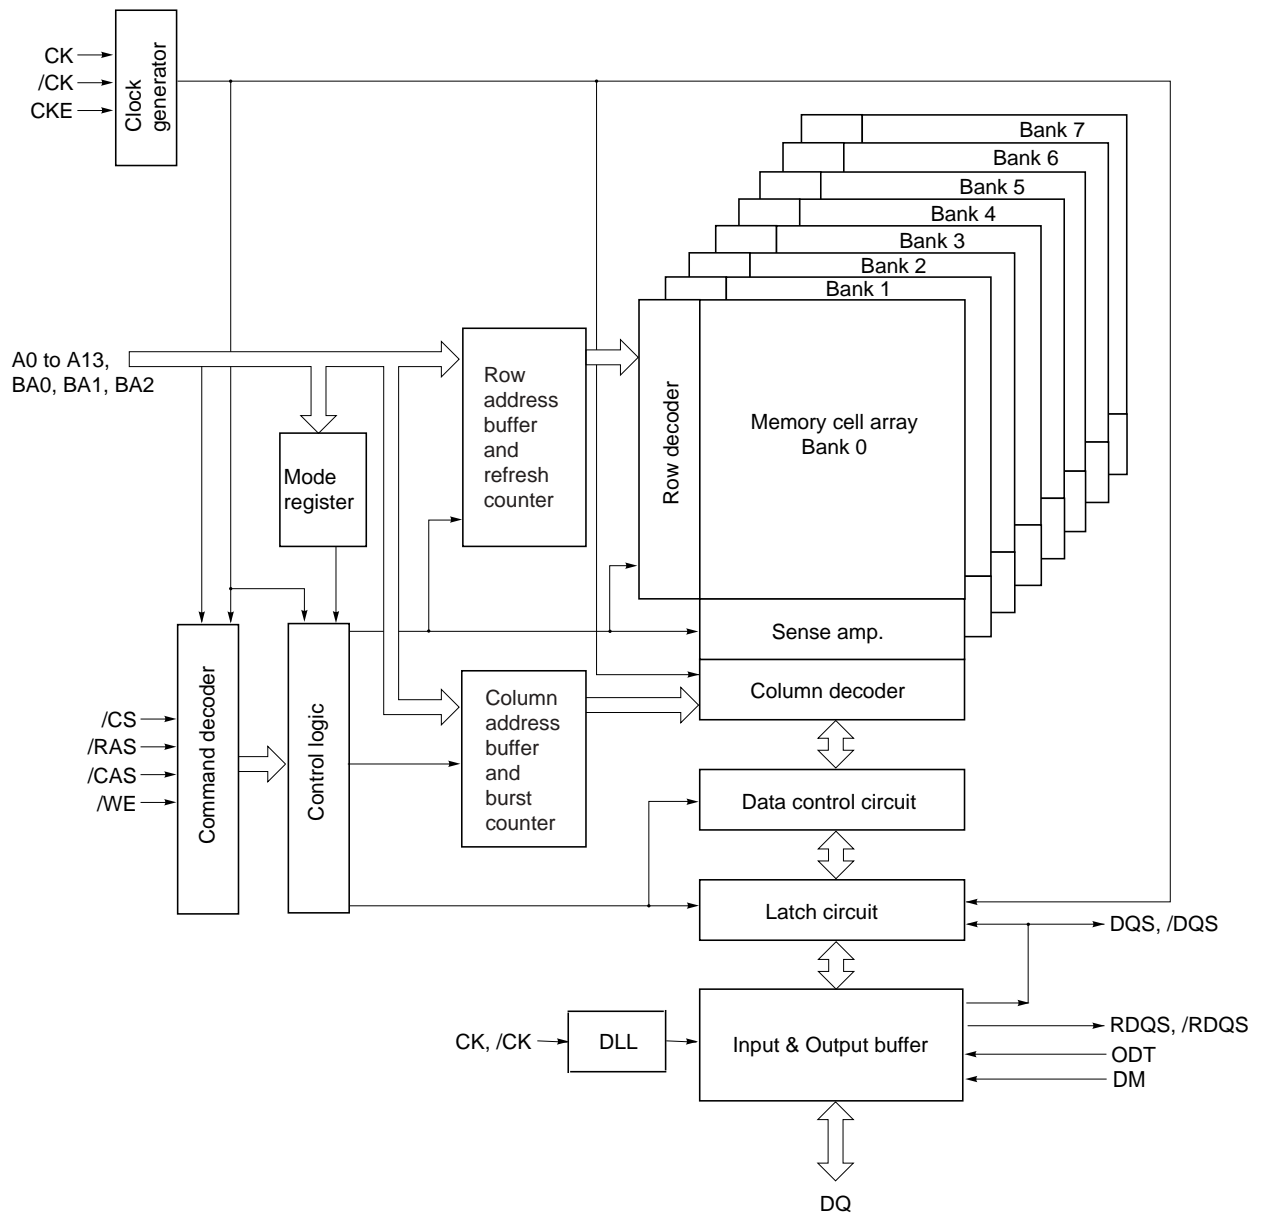 CK
/CK
CKE
Clock
generator
Bank 7
Bank 6
Bank 5
Bank 4
Bank 3
Bank 2
Bank 1
A0 to A13,
BA0, BA1, BA2
Row
address
buffer
and
refresh
counter
Row decoder
Memory cell array
Bank 0
Mode
register
Sense amp.
Column decoder
Command decoder
Control logic
Column
address
buffer
and
burst
counter
/CS
/RAS
/CAS
/WE
Data control circuit
Latch circuit
DQS, /DQS
CK, /CK
DLL
Input & Output buffer
RDQS, /RDQS
ODT
DM
DQ